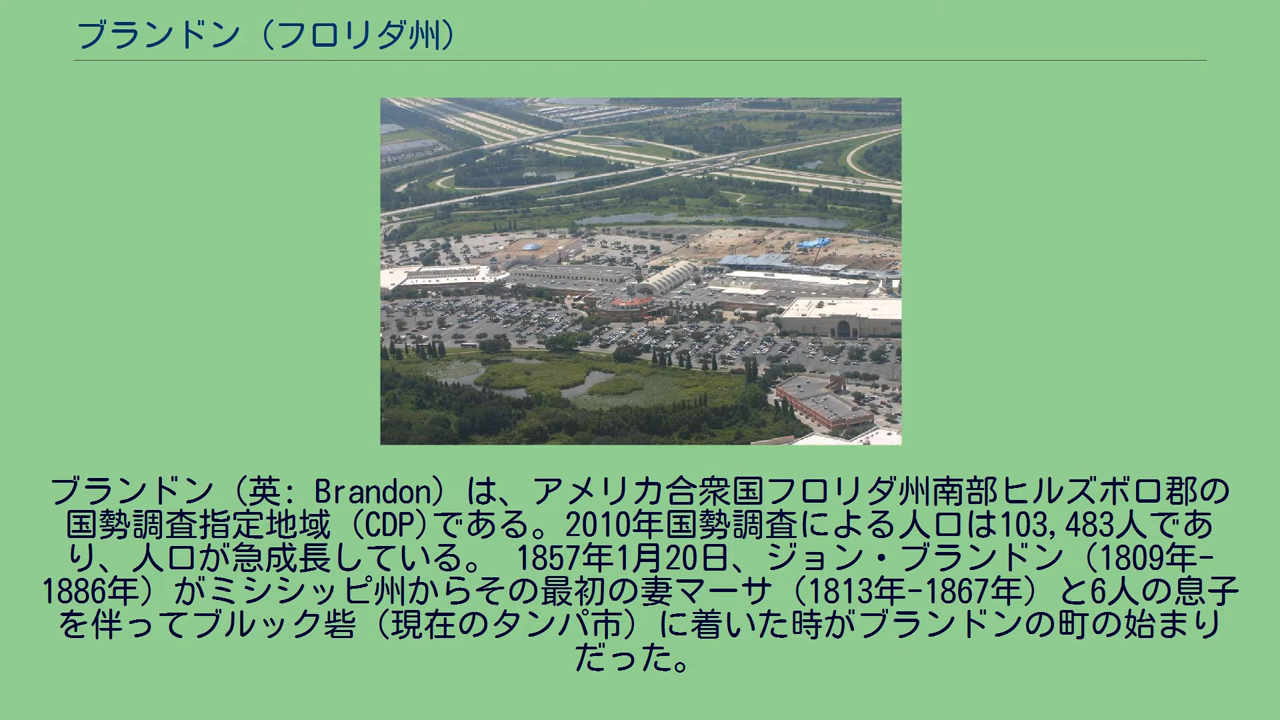 ブランドン（フロリダ州）
ブランドン（英: Brandon）は、アメリカ合衆国フロリダ州南部ヒルズボロ郡の
国勢調査指定地域（CDP)である。2010年国勢調査による人口は103,483人であ
り、人口が急成長している。 1857年1月20日、ジョン・ブランドン（1809年-
1886年）がミシシッピ州からその最初の妻マーサ（1813年-1867年）と6人の息子
を伴ってブルック砦（現在のタンパ市）に着いた時がブランドンの町の始まり
だった。